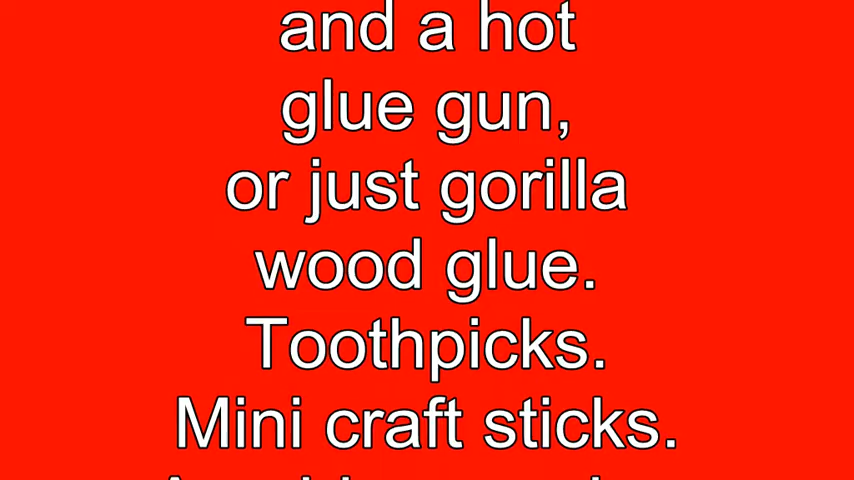 and a hot
glue gun,
or just gorilla
wood glue.
Toothpicks.
Mini craft sticks.